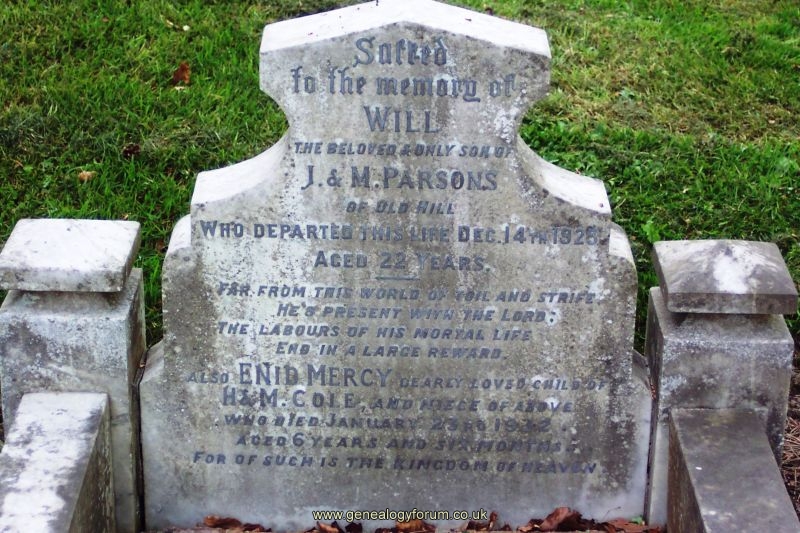 Sacred
to the memory of
WILL
THE BELOVED & ONLY SON OF
J. & M. PARSONS
OF OLD HILL
WHO DEPARTED THIS LIFE DEC. 14TH 1928
AGED 22 YEARS.
FAR FROM THIS WORLD OF TOIL AND STRIFE
HE'S PRESENT WITH THE LORD;
THE LABOURS OF HIS MORTAL LIFE
END IN A LARGE REWARD
ALSO ENID MERCY DEARLY LOVED CHILD OF
H & M. COLE, AND NIECE OF ABOVE
WHO DIED JANUARY 23RD 1932
AGED 6 YEARS AND SIX MONTHS.
FOR OF SUCH IS THE KINGDOM OF HEAVEN
www.genealogyforum.co.uk